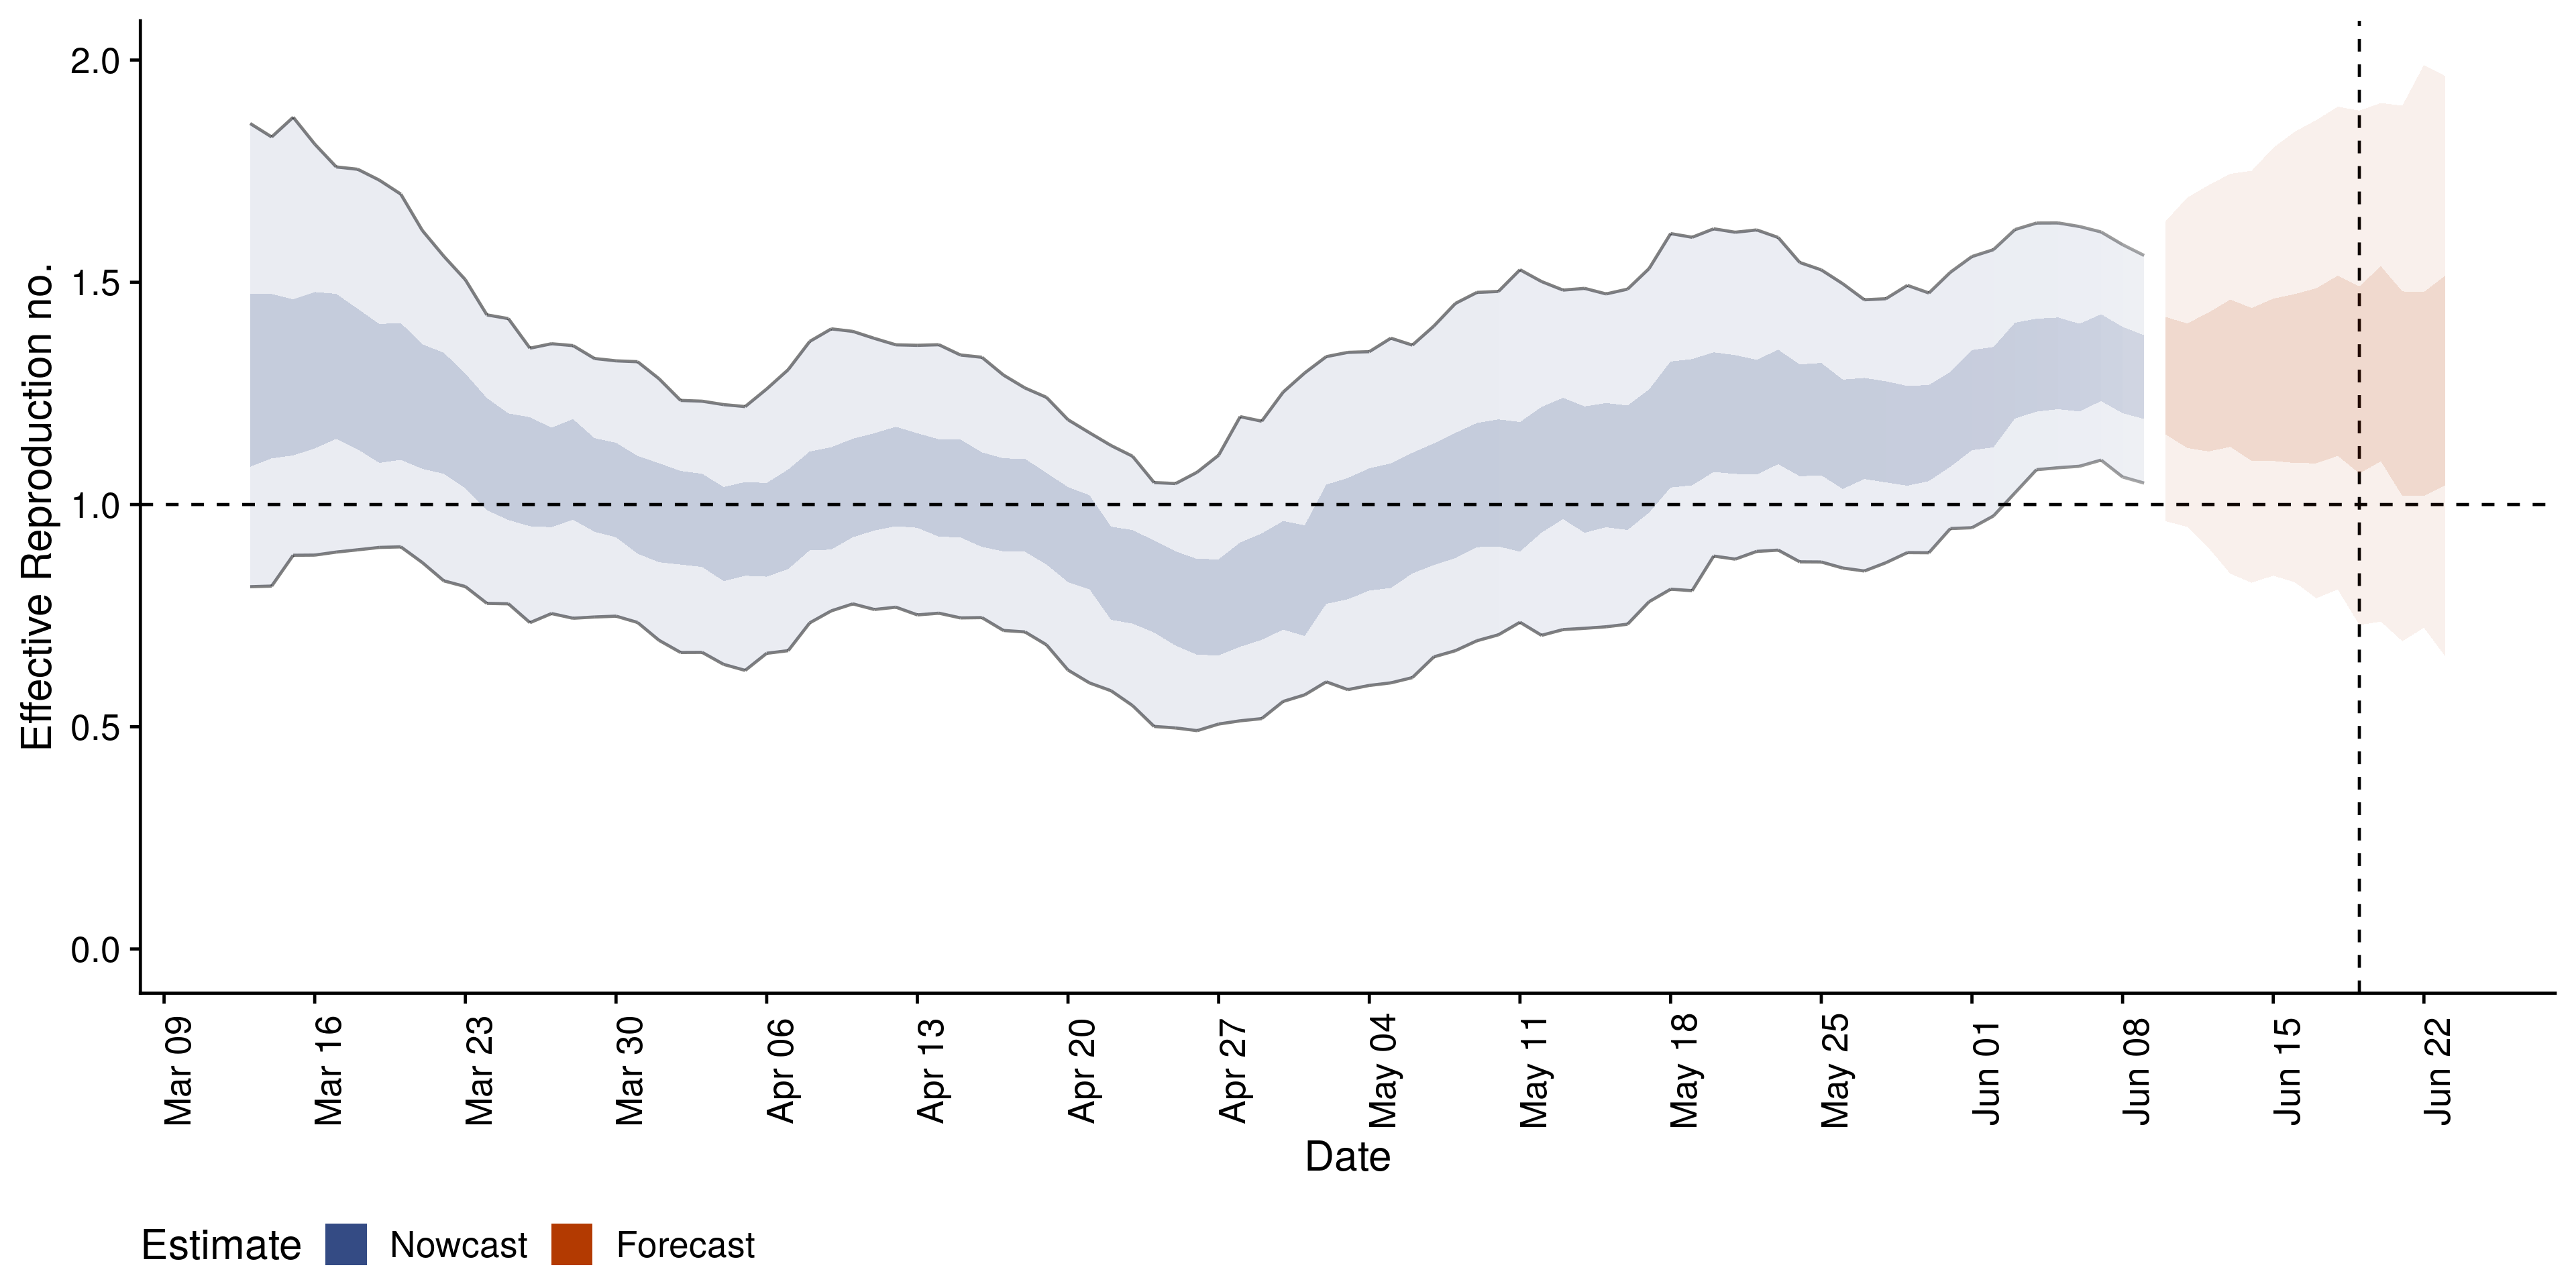 Effective Reproduction no.
2.0
1.5
1.0
0.5
0.0
Mar 09
Mar 16
Mar 23
Mar 30
Apr 06
Apr 13
Apr 20
Apr 27
May 04
May 11
May 18
May 25
Jun 01
Jun 08
Jun 15
Jun 22
Date
Estimate Nowcast Forecast